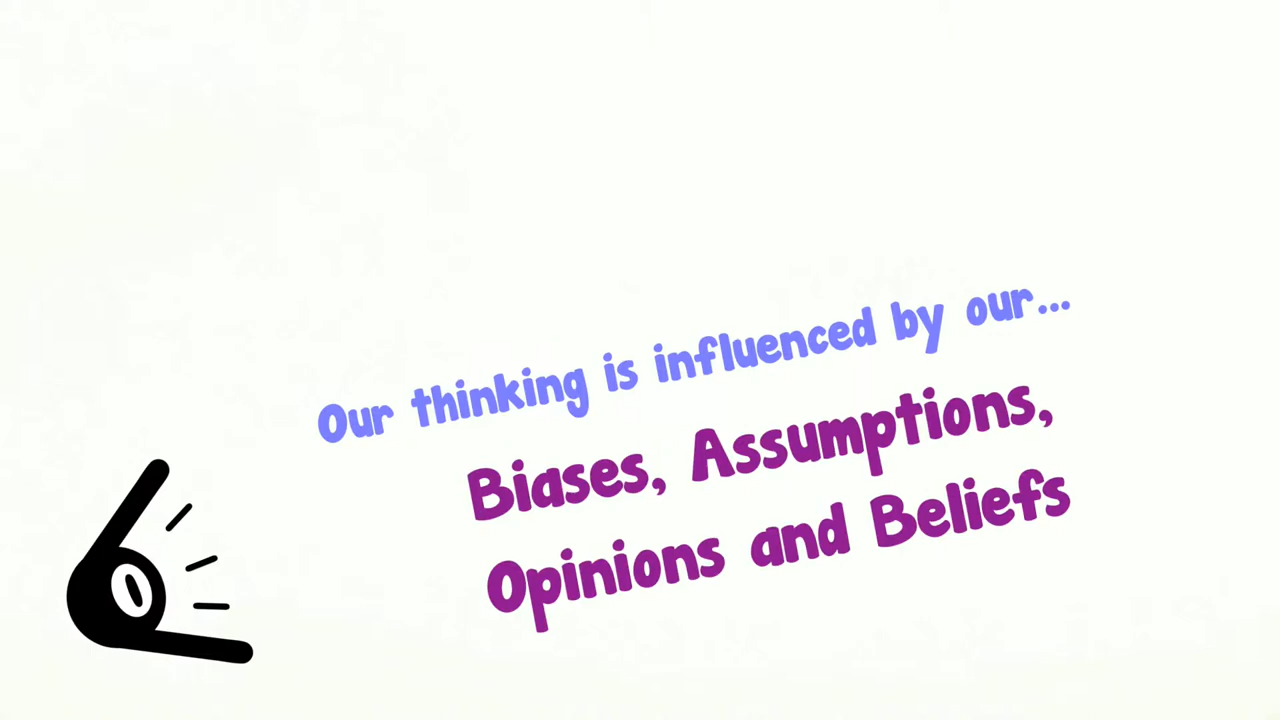 Our thinking is influenced by our...
Biases, Assumptions,
Opinions and Beliefs